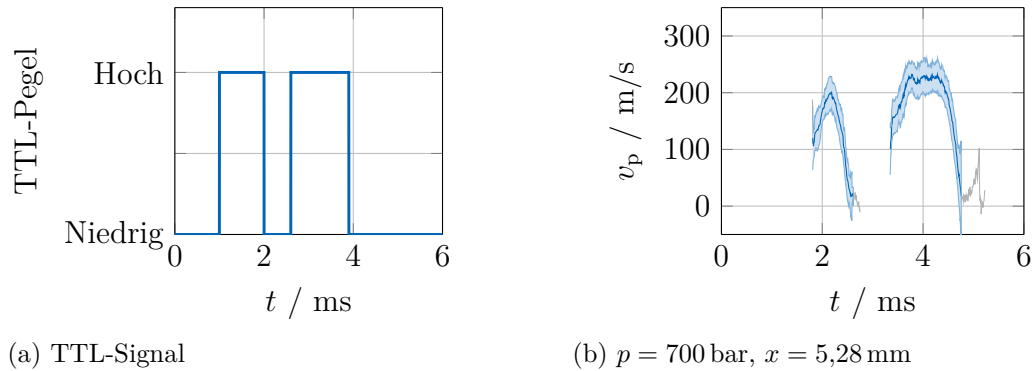 TTL-Pegel
Hoch
Niedrig
0 2 4 6
t / ms
(a) TTL-Signal
v_p / m/s
300
200
100
0
0 2 4 6
t / ms
(b) p = 700 bar, x = 5,28 mm